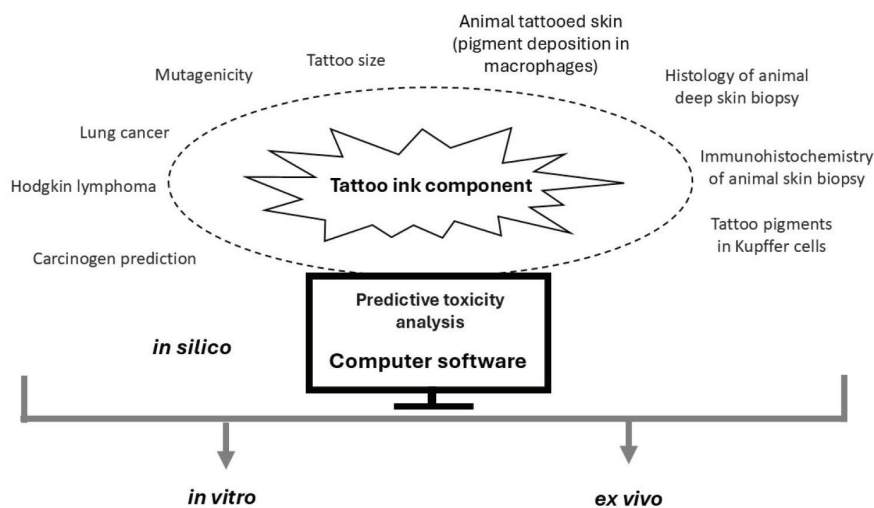 Animal tattooed skin
(pigment deposition in
macrophages)
Tattoo size
Mutagenicity
Histology of animal
deep skin biopsy
Lung cancer
Immunohistochemistry
of animal skin biopsy
Hodgkin lymphoma
Tattoo ink component
Tattoo pigments
in Kupffer cells
Carcinogen prediction
Predictive toxicity
analysis
Computer software
in silico
in vitro
ex vivo